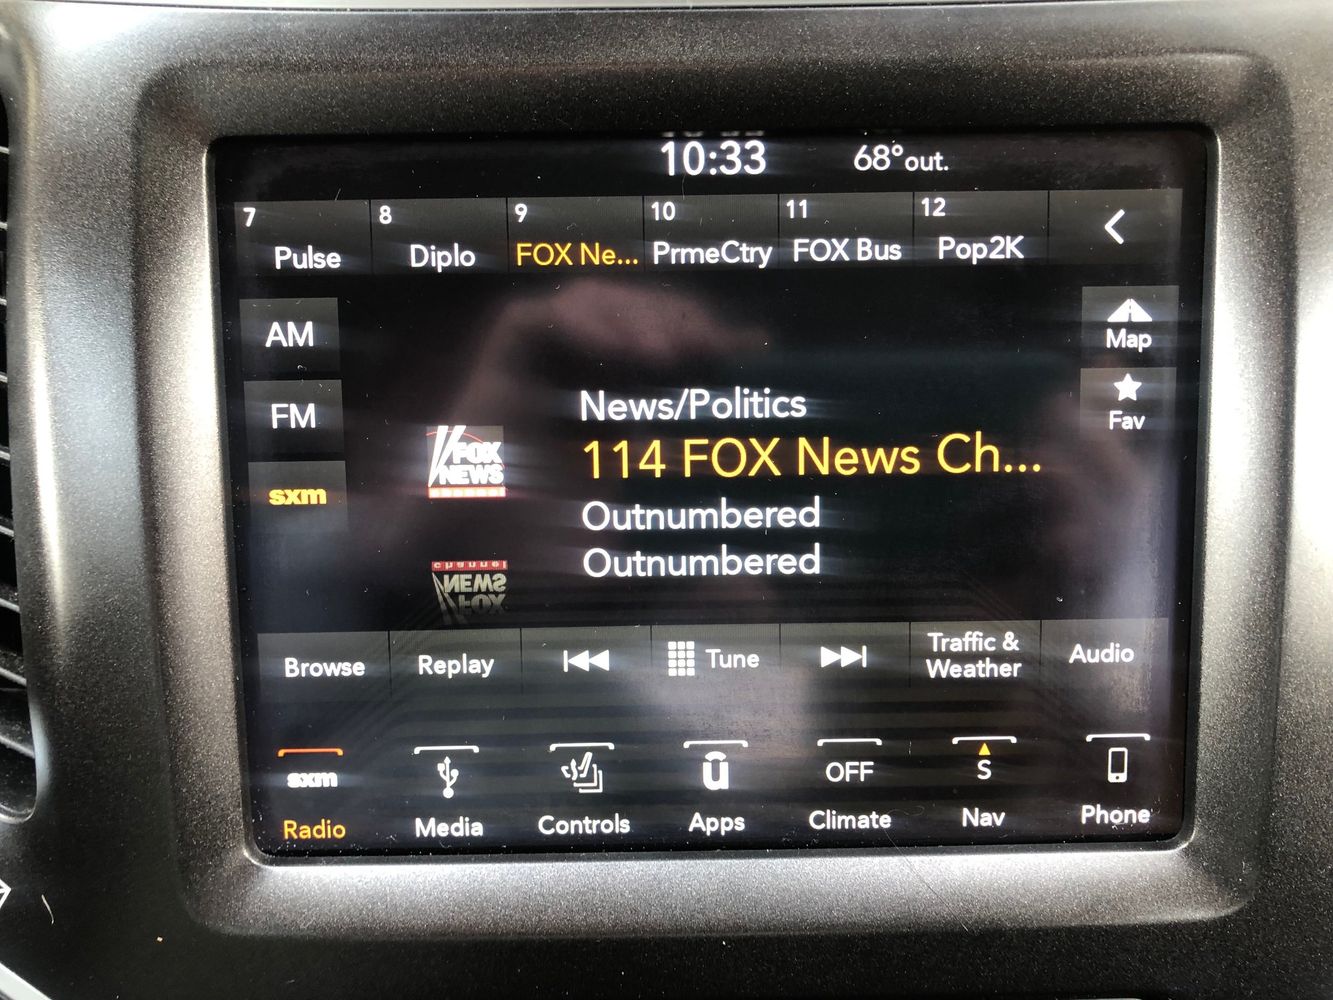 10:33 68° out.
7 Pulse
8 Diplo
9 FOX Ne...
10 PrmeCtry
11 FOX Bus
12 Pop2K
AM
FM
sxm
Map
Fav
FOX
NEWS
channel
News/Politics
114 FOX News Ch...
Outnumbered
Outnumbered
Browse
Replay
Tune
Traffic &
Weather
Audio
sxm
Radio
Media
Controls
u
Apps
OFF
Climate
S
Nav
Phone